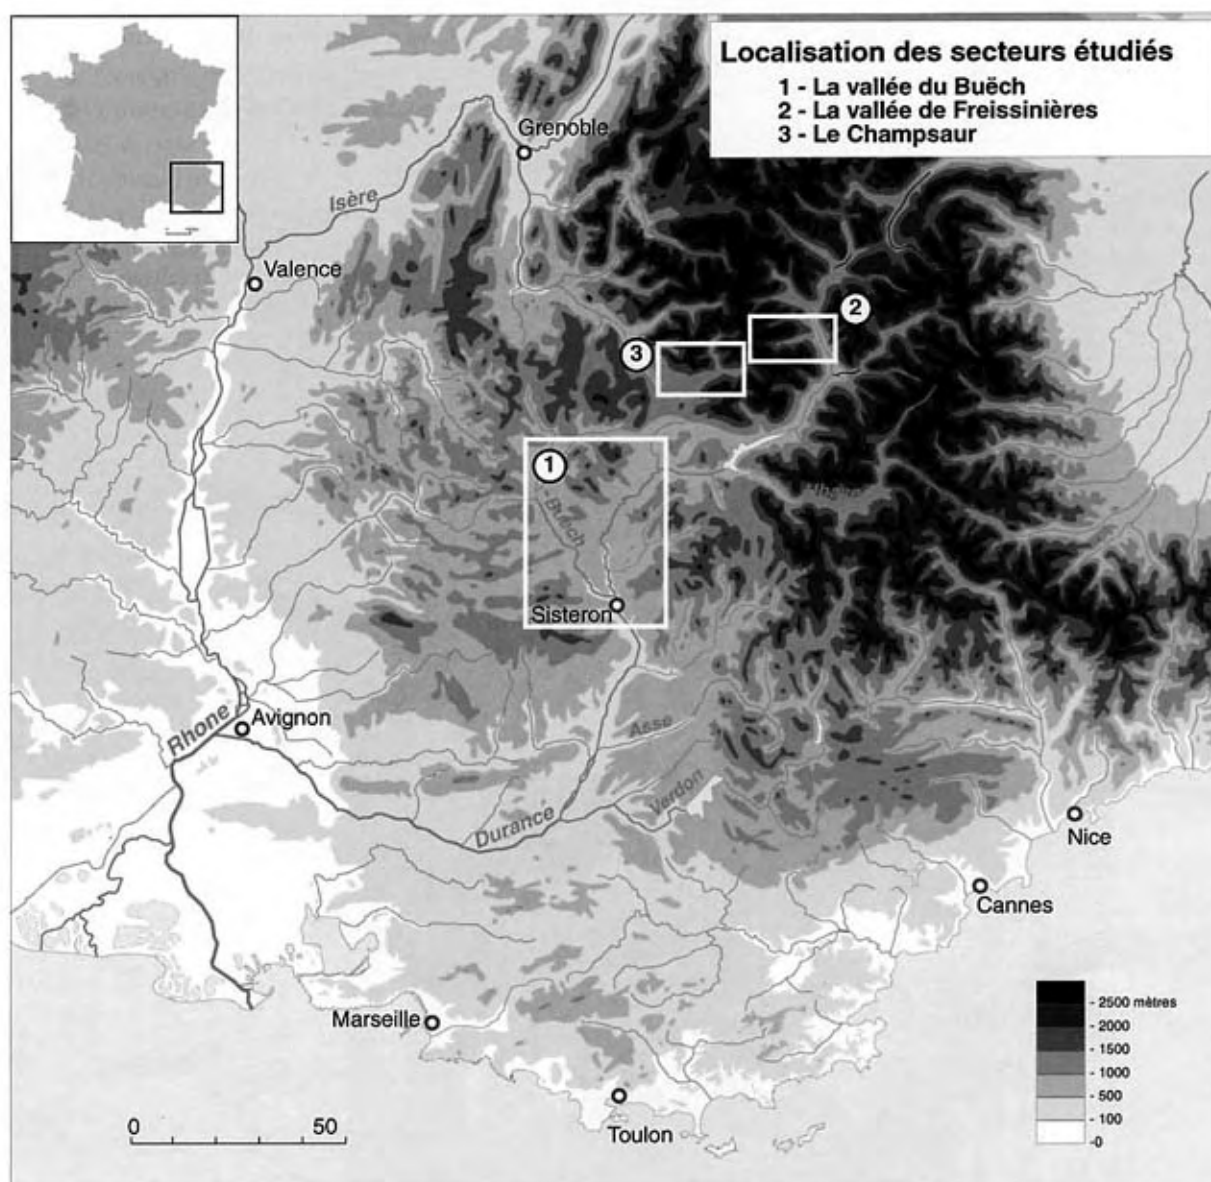 Localisation des secteurs étudiés
1 - La vallée du Buëch
2 - La vallée de Freissinières
3 - Le Champsaur
Grenoble
Isère
Valence
2
3
1
Buëch
Sisteron
Rhone
Avignon
Asse
Verdon
Durance
Nice
Cannes
Marseille
Toulon
0 50
- 2500 mètres
- 2000
- 1500
- 1000
- 500
- 100
-0